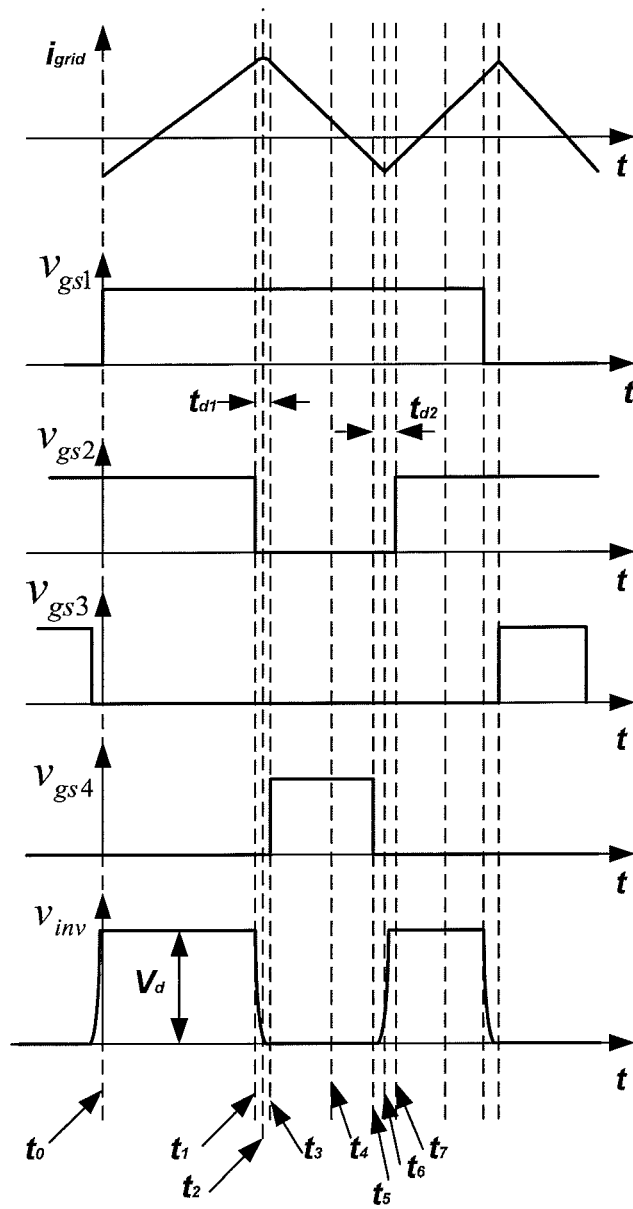 i_grid
t
v_gs1
t
t_d1
t_d2
v_gs2
t
v_gs3
t
v_gs4
t
v_inv
V_d
t
t_0
t_1
t_2
t_3
t_4
t_5
t_6
t_7